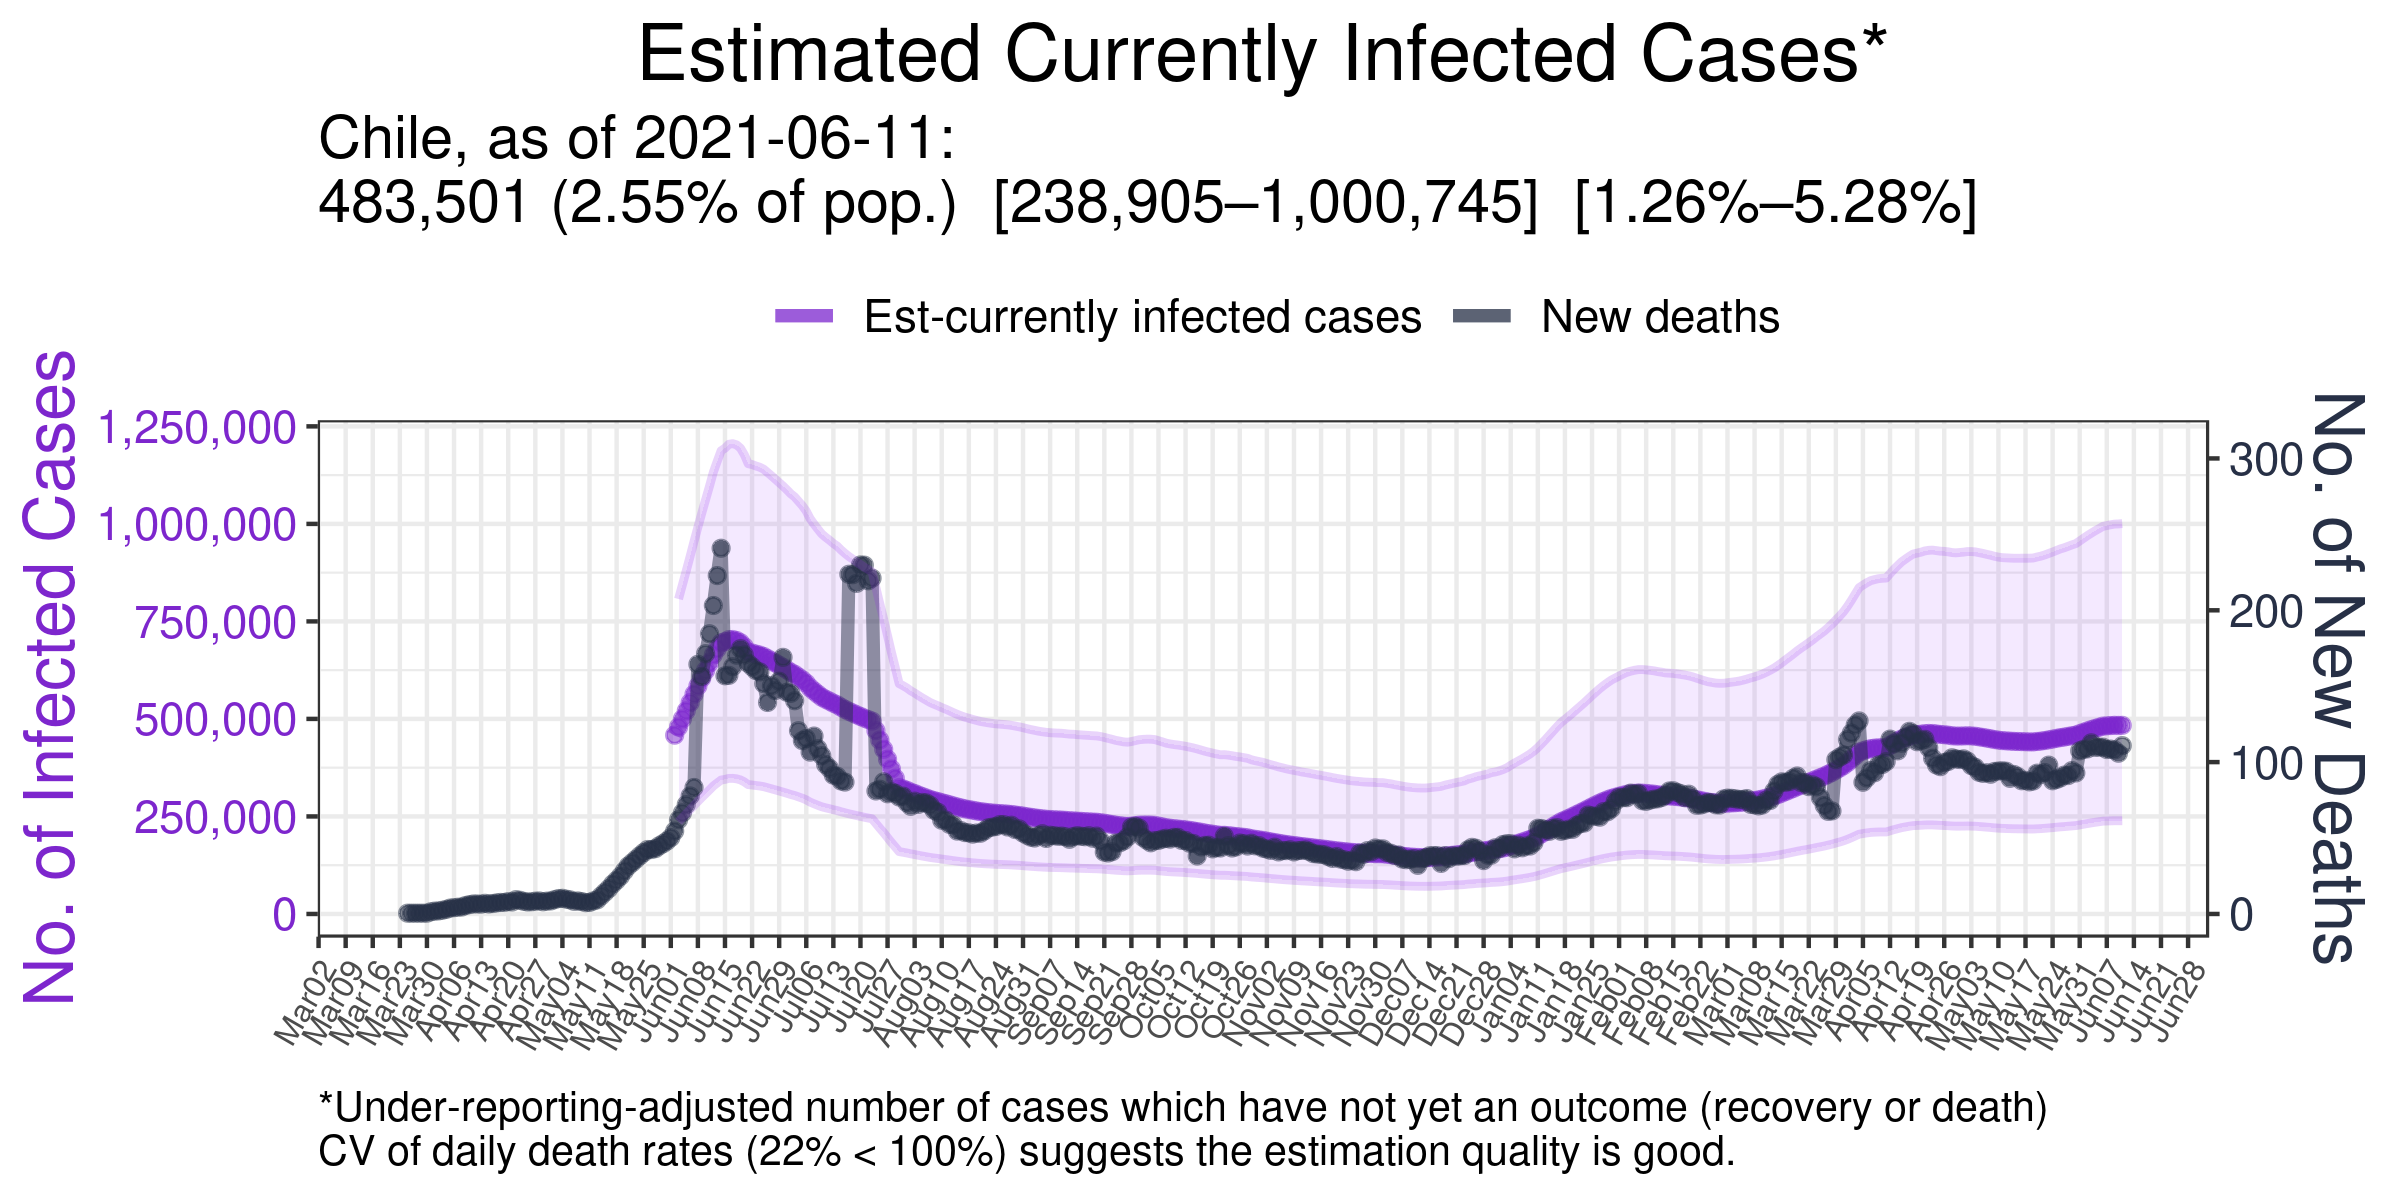 Estimated Currently Infected Cases*
Chile, as of 2021-06-11:
483,501 (2.55% of pop.) [238,905–1,000,745] [1.26%–5.28%]
Est-currently infected cases
New deaths
No. of Infected Cases
1,250,000
1,000,000
750,000
500,000
250,000
0
300
200
100
0
No. of New Deaths
Mar02
Mar09
Mar16
Mar23
Mar30
Apr06
Apr13
Apr20
Apr27
May04
May11
May18
May25
Jun01
Jun08
Jun15
Jun22
Jun29
Jul06
Jul13
Jul20
Jul27
Aug03
Aug10
Aug17
Aug24
Aug31
Sep07
Sep14
Sep21
Sep28
Oct05
Oct12
Oct19
Oct26
Nov02
Nov09
Nov16
Nov23
Nov30
Dec07
Dec14
Dec21
Dec28
Jan04
Jan11
Jan18
Jan25
Feb01
Feb08
Feb15
Feb22
Mar01
Mar08
Mar15
Mar22
Mar29
Apr05
Apr12
Apr19
Apr26
May03
May10
May17
May24
May31
Jun07
Jun14
Jun21
Jun28
*Under-reporting-adjusted number of cases which have not yet an outcome (recovery or death)
CV of daily death rates (22% < 100%) suggests the estimation quality is good.